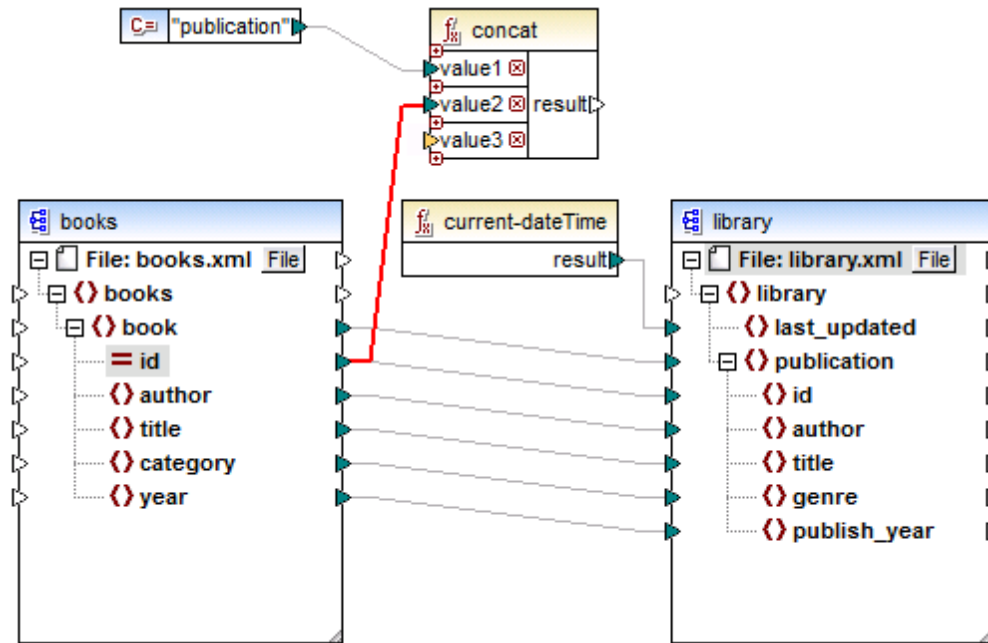 C= "publication"
concat
value1
value2 result
value3
books
File: books.xml File
books
book
id
author
title
category
year
current-dateTime
result
library
File: library.xml File
library
last_updated
publication
id
author
title
genre
publish_year